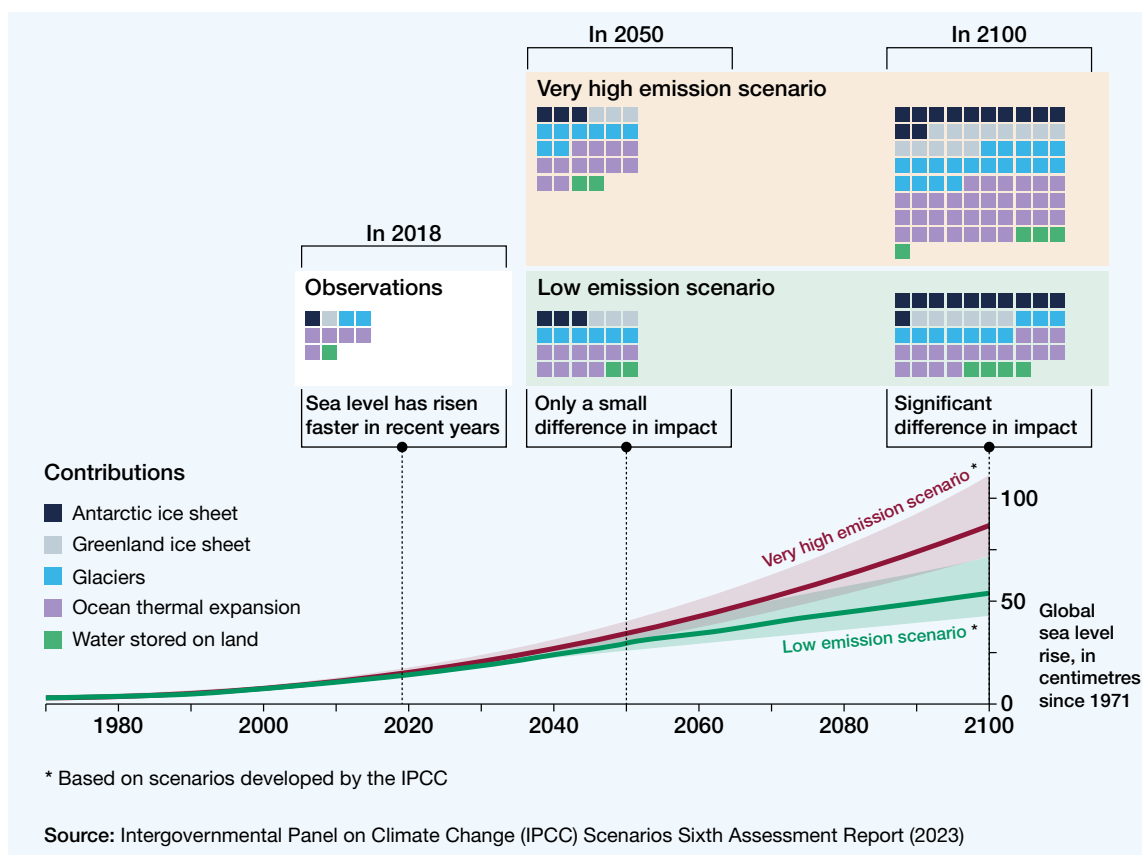 In 2050
In 2100
Very high emission scenario
In 2018
Observations
Low emission scenario
Sea level has risen
faster in recent years
Only a small
difference in impact
Significant
difference in impact
Contributions
Antarctic ice sheet
Greenland ice sheet
Glaciers
Ocean thermal expansion
Water stored on land
Very high emission scenario *
Low emission scenario *
100
50
0
Global
sea level
rise, in
centimetres
since 1971
1980
2000
2020
2040
2060
2080
2100
* Based on scenarios developed by the IPCC
Source: Intergovernmental Panel on Climate Change (IPCC) Scenarios Sixth Assessment Report (2023)